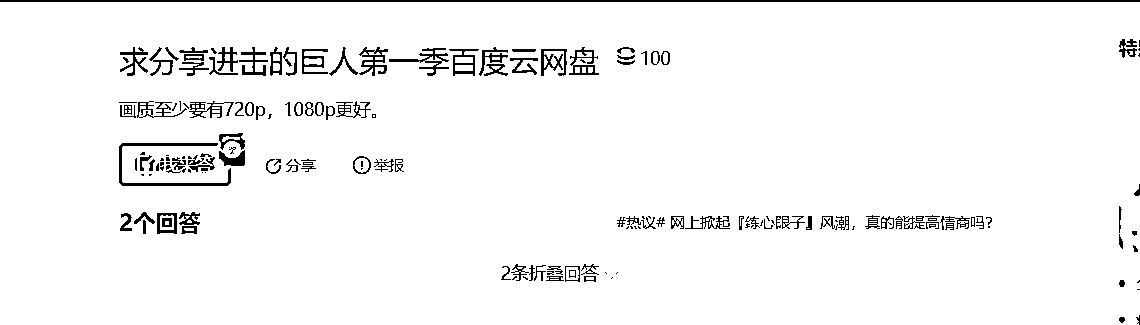 求分享进击的巨人第一季百度云网盘 100
画质至少要有720p，1080p更好。
我来答 分享 举报
2个回答
#热议# 网上掀起『练心眼子』风潮，真的能提高情商吗？
2条折叠回答